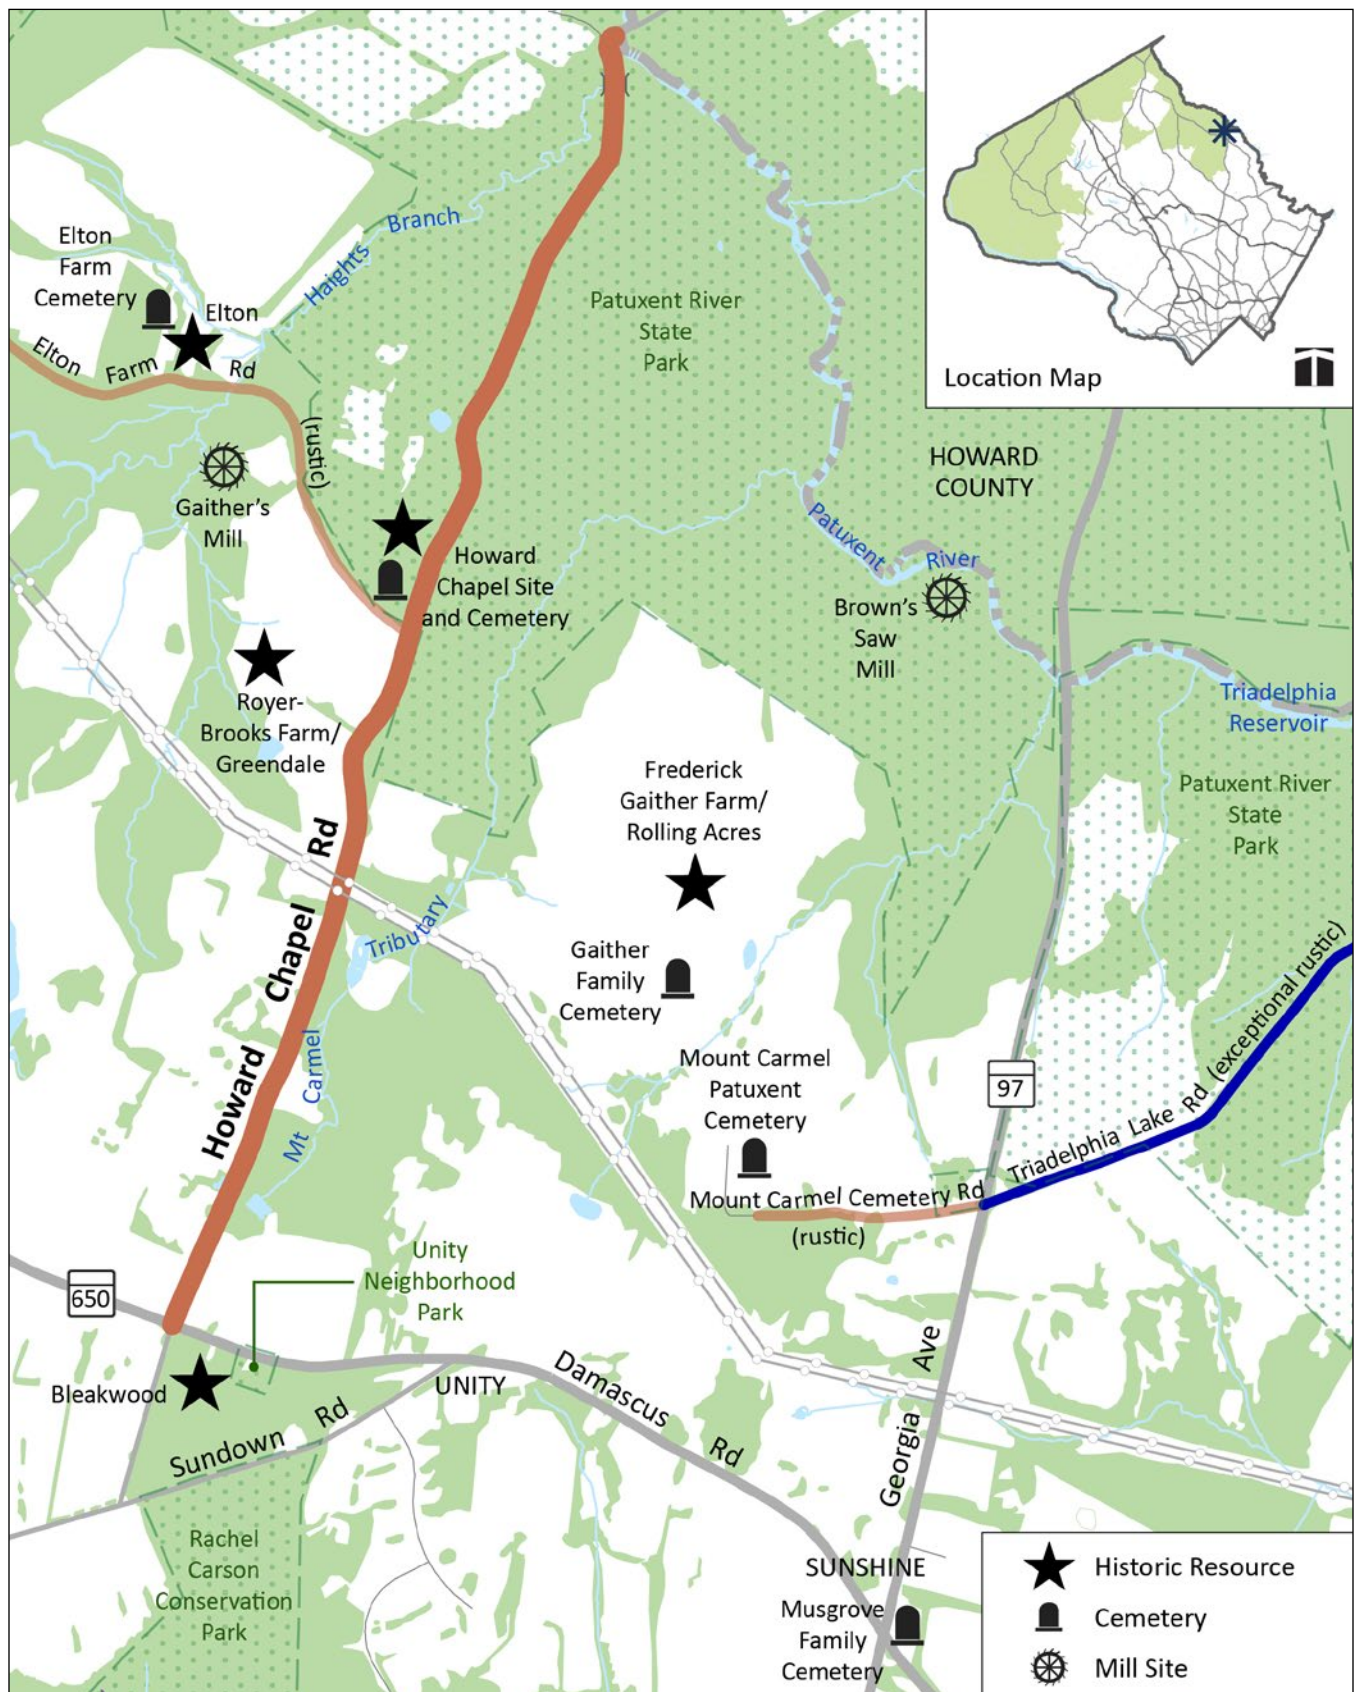 Location Map
Elton
Farm
Cemetery
Elton
Haights Branch
Elton Farm Rd
(rustic)
Patuxent River
State
Park
HOWARD
COUNTY
Gaither's
Mill
Howard
Chapel Site
and Cemetery
Patuxent River
Brown's
Saw
Mill
Royer-
Brooks Farm/
Greendale
Triadelphia
Reservoir
Frederick
Gaither Farm/
Rolling Acres
Patuxent River
State
Park
Howard Chapel Rd
Mt Carmel Tributary
Gaither
Family
Cemetery
Mount Carmel
Patuxent
Cemetery
97
Triadelphia Lake Rd (exceptional rustic)
Mount Carmel Cemetery Rd
(rustic)
Unity
Neighborhood
Park
650
Bleakwood
UNITY
Damascus Rd
Sundown Rd
Georgia Ave
Rachel
Carson
Conservation
Park
SUNSHINE
Musgrove
Family
Cemetery
Historic Resource
Cemetery
Mill Site